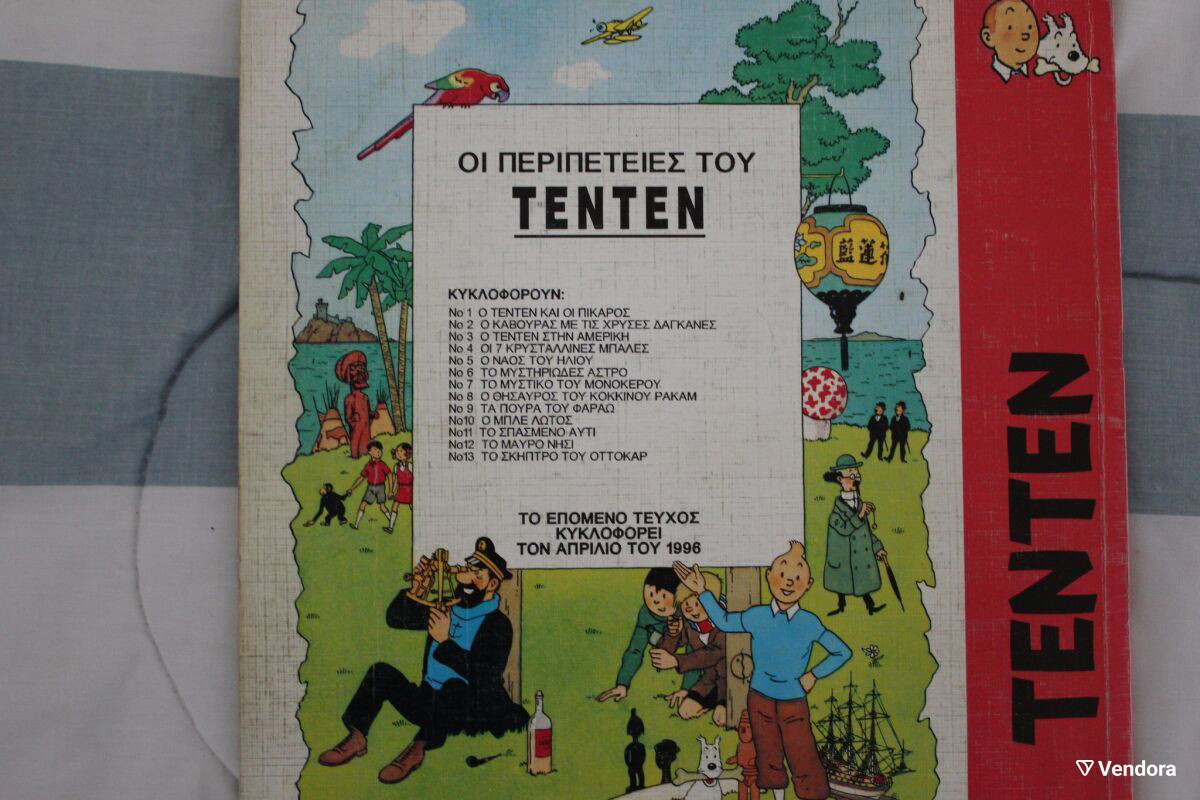 ΟΙ ΠΕΡΙΠΕΤΕΙΕΣ ΤΟΥ
ΤΕΝΤΕΝ
ΚΥΚΛΟΦΟΡΟΥΝ:
Νο 1 Ο ΤΕΝΤΕΝ ΚΑΙ ΟΙ ΠΙΚΑΡΟΣ
Νο 2 Ο ΚΑΒΟΥΡΑΣ ΜΕ ΤΙΣ ΧΡΥΣΕΣ ΔΑΓΚΑΝΕΣ
Νο 3 Ο ΤΕΝΤΕΝ ΣΤΗΝ ΑΜΕΡΙΚΗ
Νο 4 ΟΙ 7 ΚΡΥΣΤΑΛΛΙΝΕΣ ΜΠΑΛΕΣ
Νο 5 Ο ΝΑΟΣ ΤΟΥ ΗΛΙΟΥ
Νο 6 ΤΟ ΜΥΣΤΗΡΙΩΔΕΣ ΑΣΤΡΟ
Νο 7 ΤΟ ΜΥΣΤΙΚΟ ΤΟΥ ΜΟΝΟΚΕΡΟΥ
Νο 8 Ο ΘΗΣΑΥΡΟΣ ΤΟΥ ΚΟΚΚΙΝΟΥ ΡΑΚΑΜ
Νο 9 ΤΑ ΠΟΥΡΑ ΤΟΥ ΦΑΡΑΩ
Νο10 Ο ΜΠΛΕ ΛΩΤΟΣ
Νο11 ΤΟ ΣΠΑΣΜΕΝΟ ΑΥΤΙ
Νο12 ΤΟ ΜΑΥΡΟ ΝΗΣΙ
Νο13 ΤΟ ΣΚΗΠΤΡΟ ΤΟΥ ΟΤΤΟΚΑΡ
ΤΟ ΕΠΟΜΕΝΟ ΤΕΥΧΟΣ
ΚΥΚΛΟΦΟΡΕΙ
ΤΟΝ ΑΠΡΙΛΙΟ ΤΟΥ 1996
藍蓮花
ΤΕΝΤΕΝ
Vendora